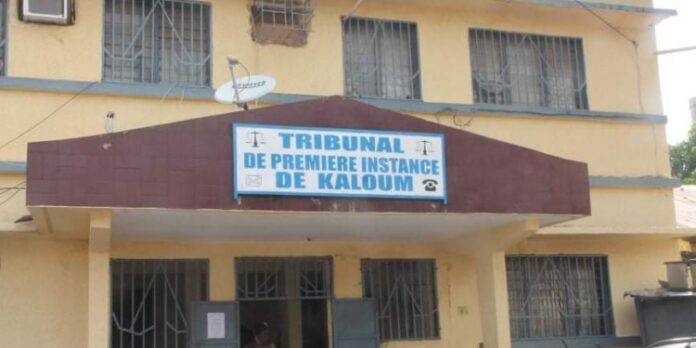 TRIBUNAL
DE PREMIERE INSTANCE
DE KALOUM